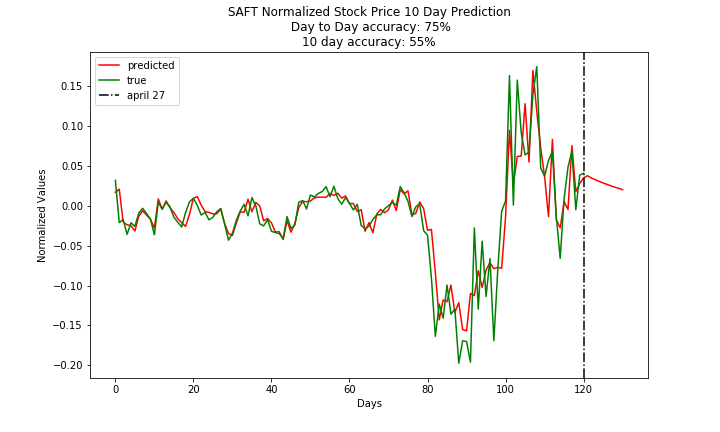 SAFT Normalized Stock Price 10 Day Prediction
Day to Day accuracy: 75%
10 day accuracy: 55%
predicted
true
april 27
Normalized Values
0.15
0.10
0.05
0.00
−0.05
−0.10
−0.15
−0.20
0 20 40 60 80 100 120
Days